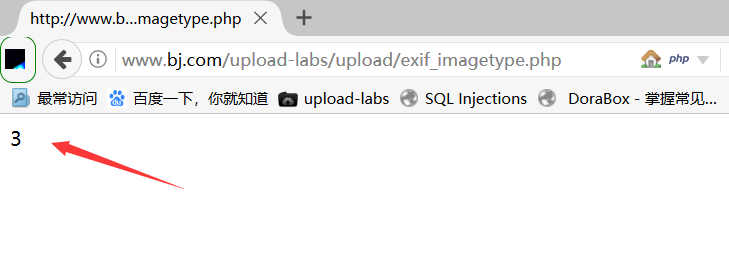 http://www.b...magetype.php
www.bj.com/upload-labs/upload/exif_imagetype.php
php
最常访问 百度一下，你就知道 upload-labs SQL Injections DoraBox - 掌握常见...
3